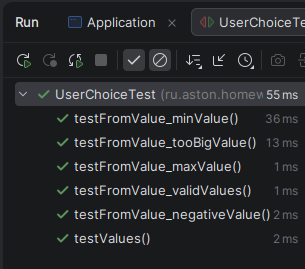 Run Application UserChoiceTe
UserChoiceTest (ru.aston.homew 55 ms
testFromValue_minValue() 36 ms
testFromValue_tooBigValue() 13 ms
testFromValue_maxValue() 1 ms
testFromValue_validValues() 1 ms
testFromValue_negativeValue() 2 ms
testValues() 2 ms